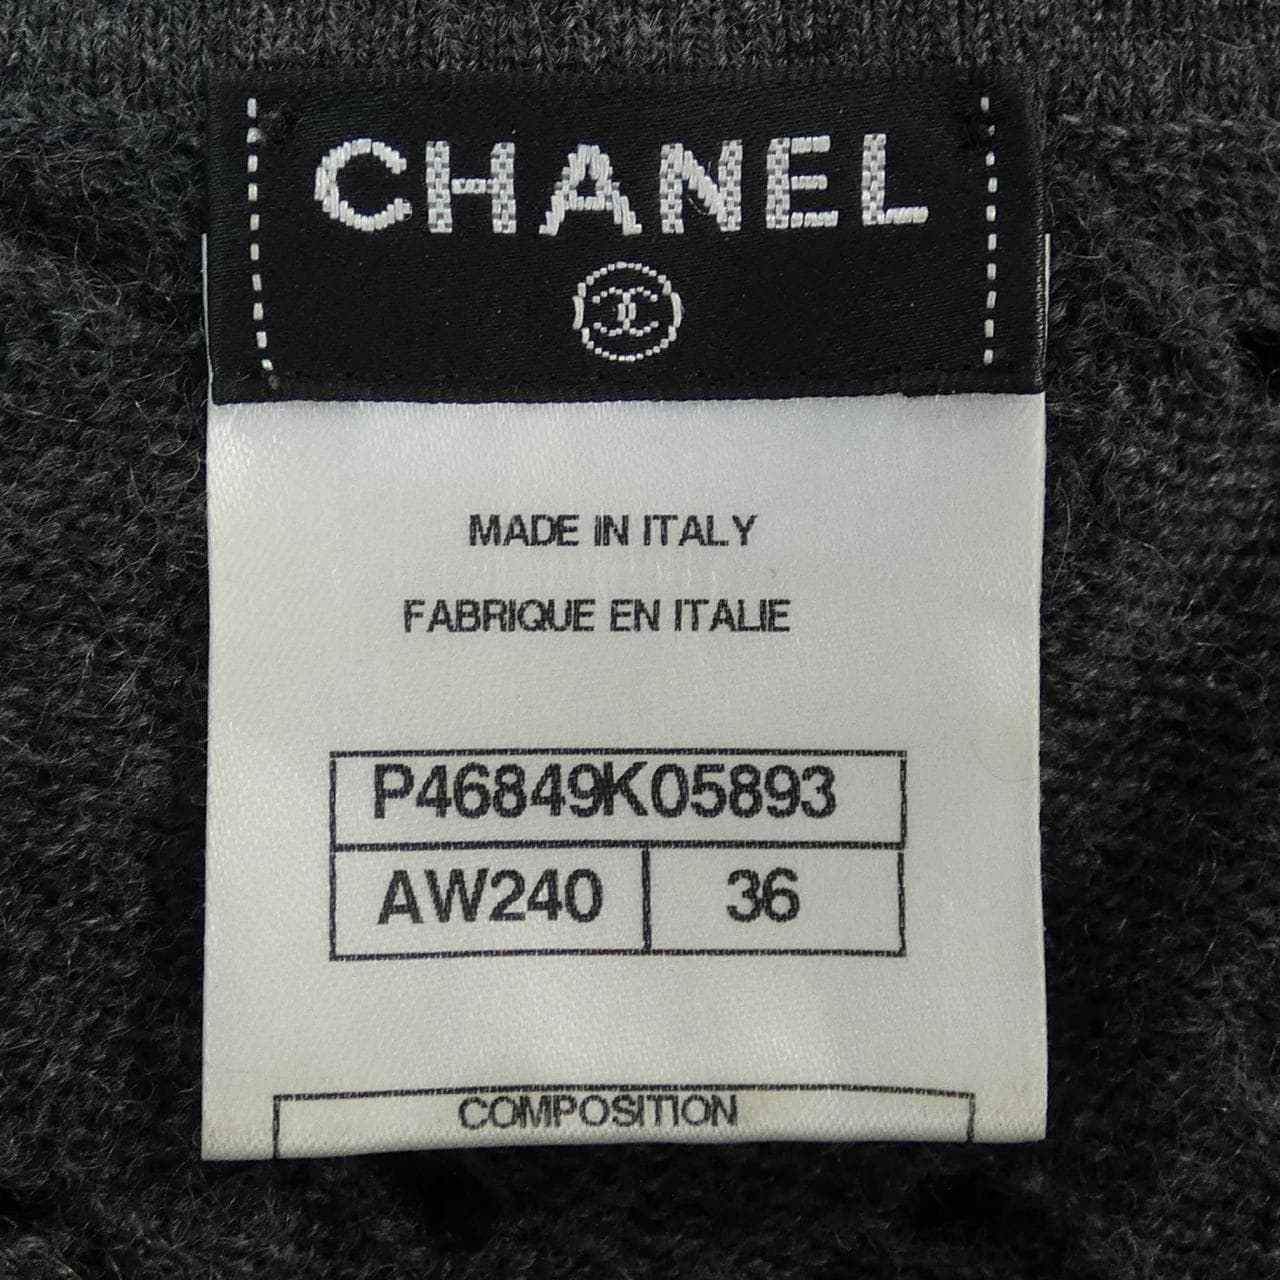 CHANEL
MADE IN ITALY
FABRIQUE EN ITALIE
P46849K05893
AW240 36
COMPOSITION